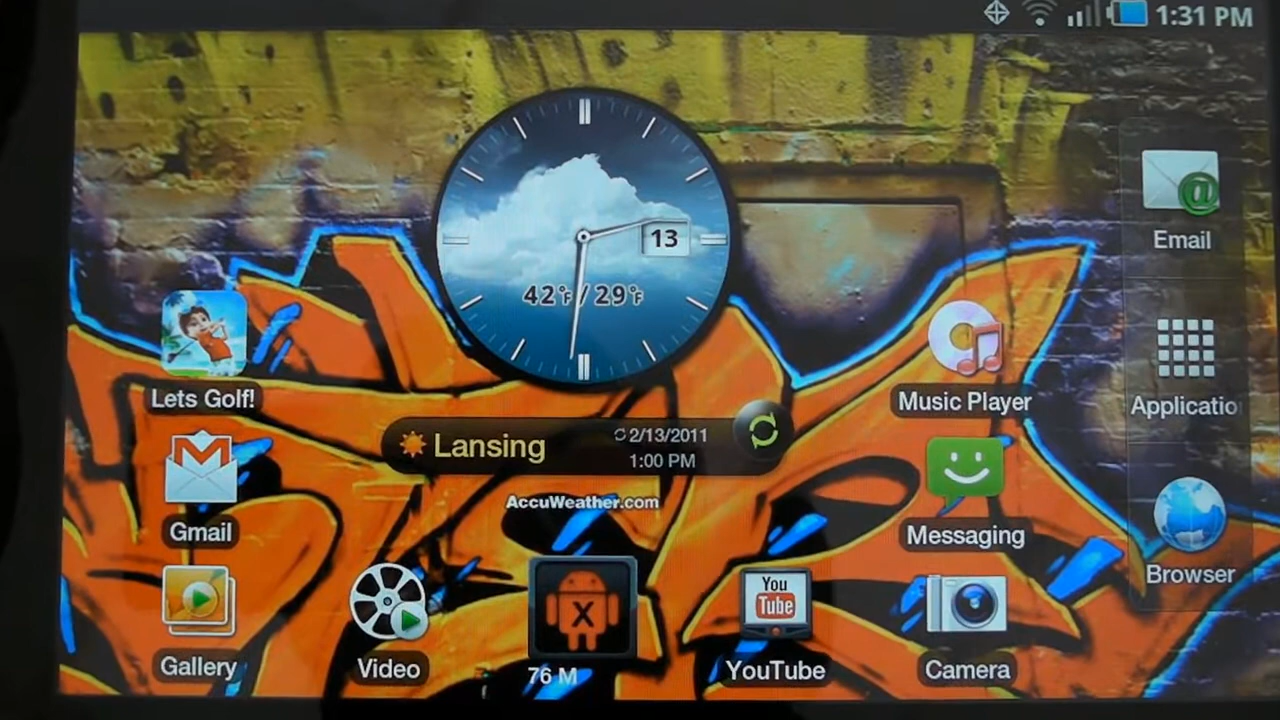 1:31 PM
13
42°F / 29°F
@
Email
Lets Golf!
Music Player
Applicatio
Lansing
2/13/2011
1:00 PM
AccuWeather.com
Gmail
Messaging
Browser
X
You
Tube
Gallery
Video
76 M
YouTube
Camera